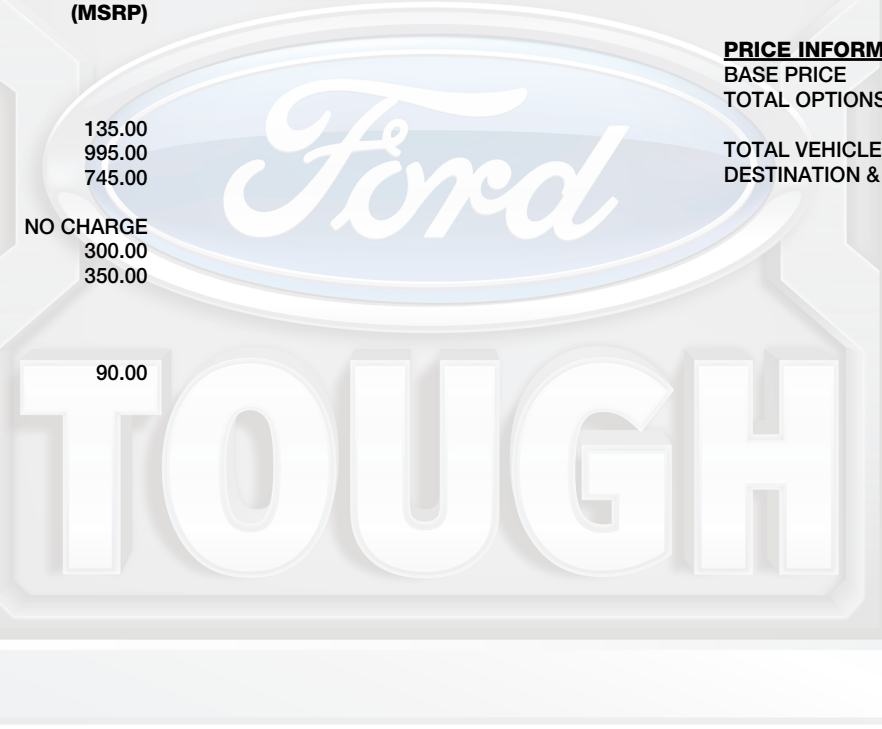 (MSRP)
135.00
995.00
745.00
NO CHARGE
300.00
350.00
90.00
PRICE INFORM
BASE PRICE
TOTAL OPTIONS
TOTAL VEHICLE
DESTINATION &
Ford
TOUGH